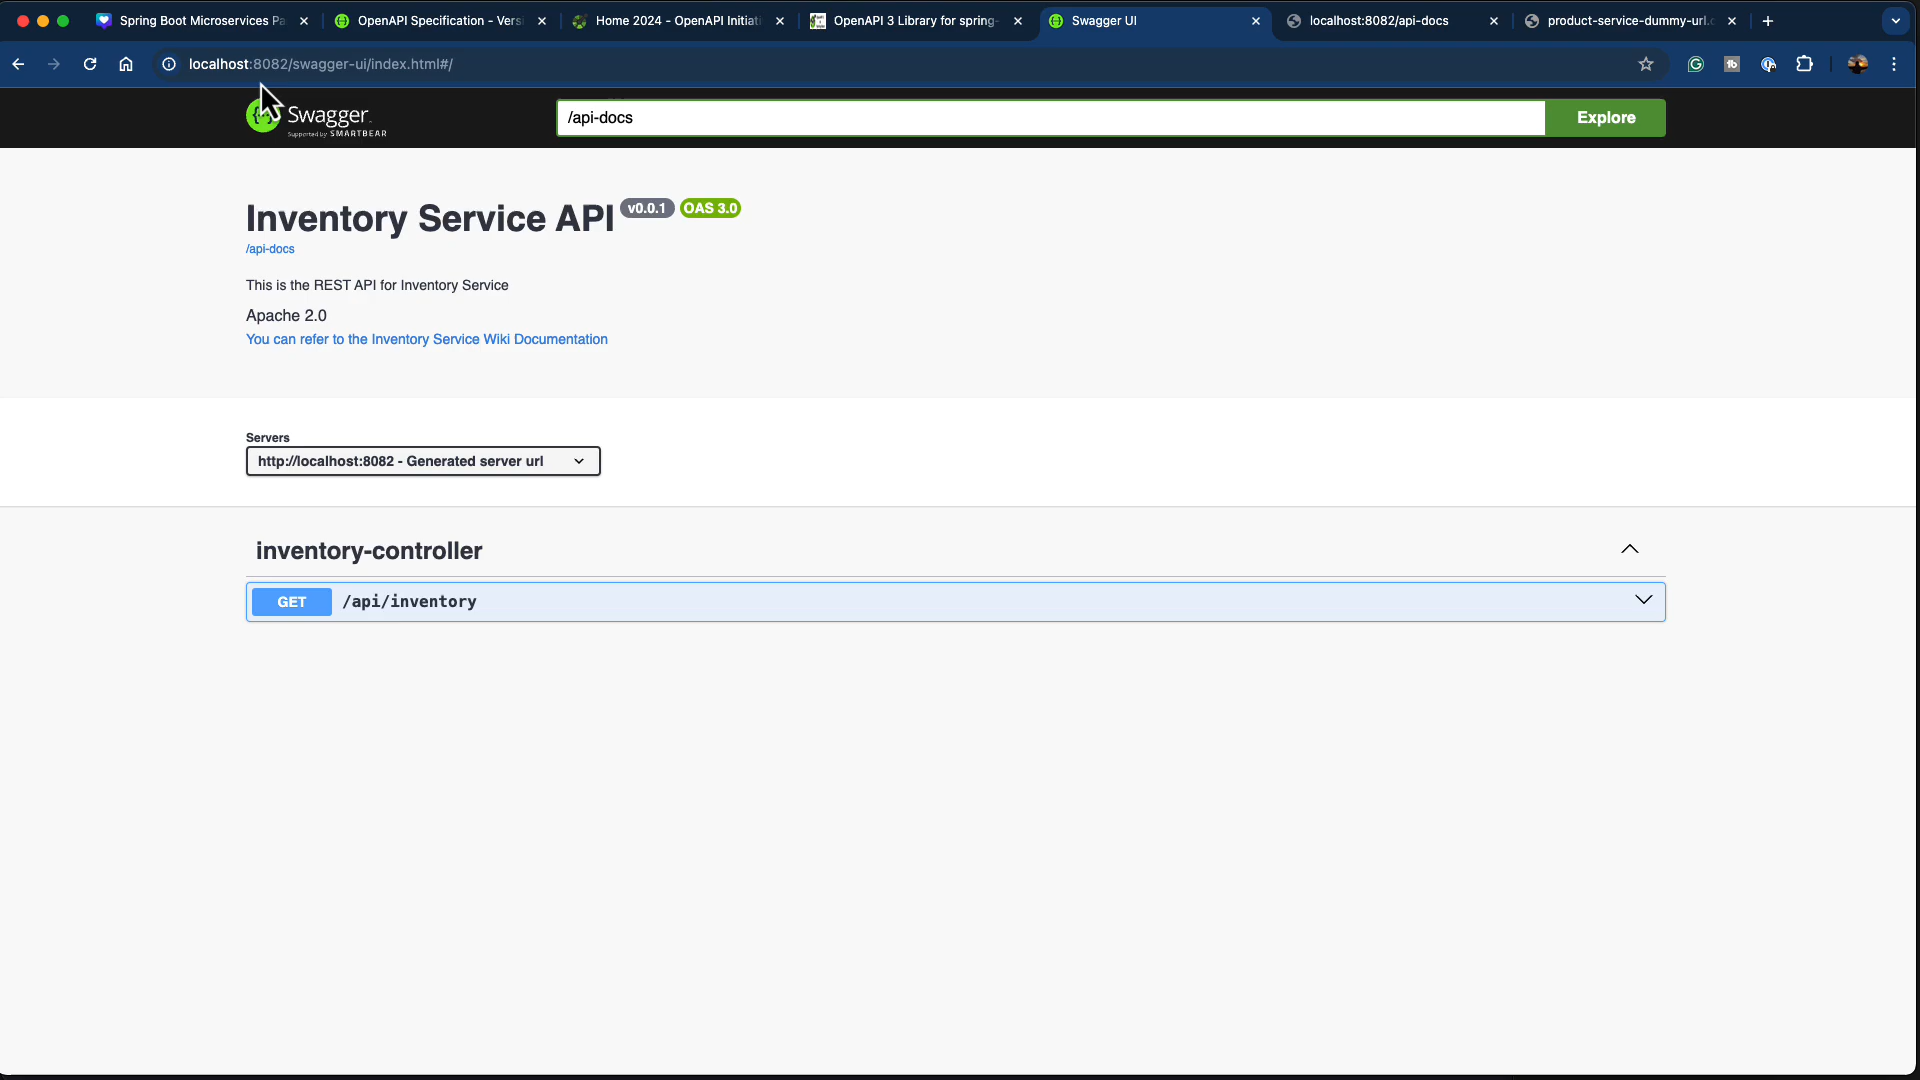 Spring Boot Microservices Pa
OpenAPI Specification - Versi
Home 2024 - OpenAPI Initiati
OpenAPI 3 Library for spring-
Swagger UI
localhost:8082/api-docs
product-service-dummy-url.c
localhost:8082/swagger-ui/index.html#/
Swagger
Supported by SMARTBEAR
/api-docs
Explore
Inventory Service API v0.0.1 OAS 3.0
/api-docs
This is the REST API for Inventory Service
Apache 2.0
You can refer to the Inventory Service Wiki Documentation
Servers
http://localhost:8082 - Generated server url
inventory-controller
GET /api/inventory